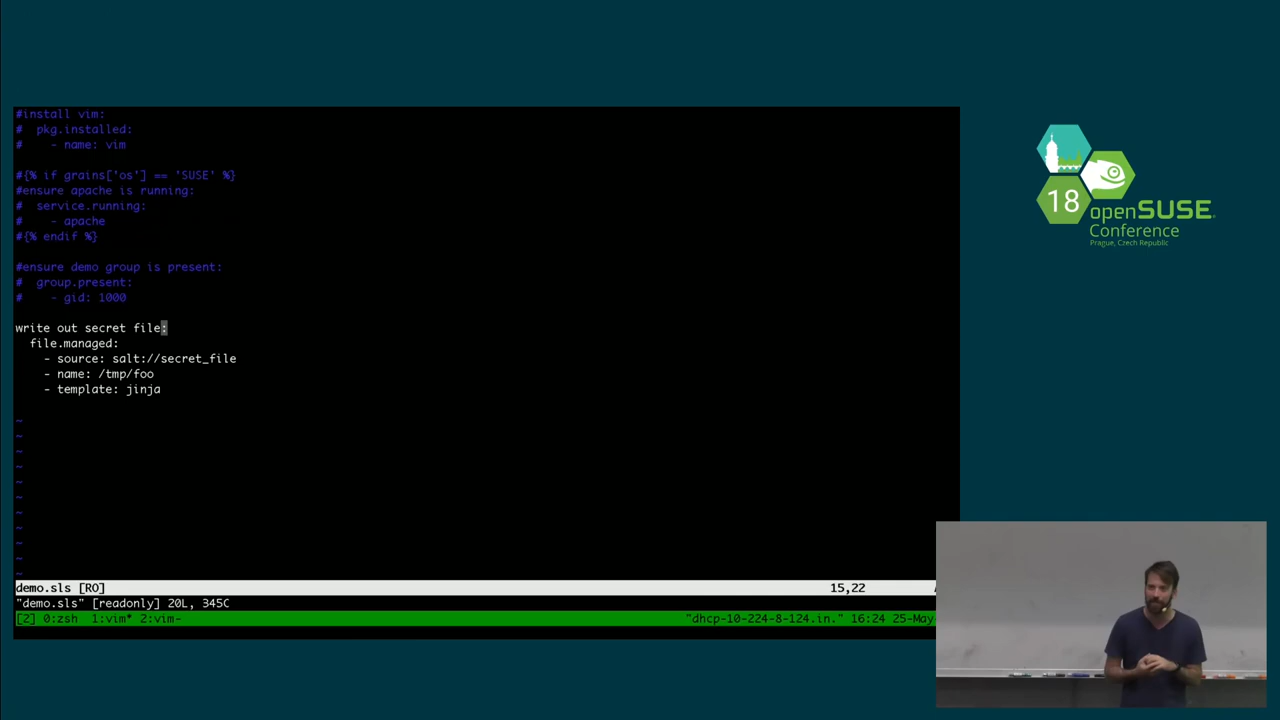 #install vim:
#  pkg.installed:
#    - name: vim
#{% if grains['os'] == 'SUSE' %}
#ensure apache is running:
#  service.running:
#    - apache
#{% endif %}
#ensure demo group is present:
#  group.present:
#    - gid: 1000
write out secret file:
  file.managed:
    - source: salt://secret_file
    - name: /tmp/foo
    - template: jinja
~
~
~
~
~
~
~
~
~
~
~
demo.sls [RO] 15,22
"demo.sls" [readonly] 20L, 345C
[2] 0:zsh  1:vim* 2:vim- "dhcp-10-224-8-124.in." 16:24 25-May-
18
openSUSE
Conference
Prague, Czech Republic